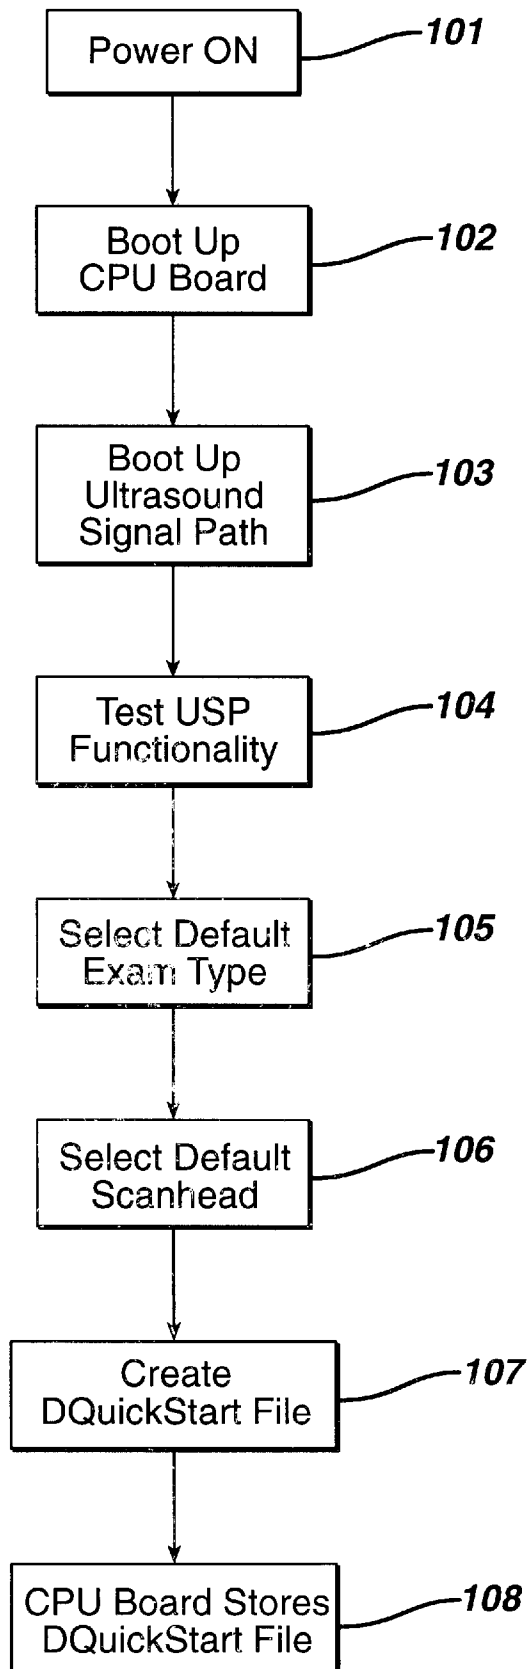 Power ON
101
Boot Up
CPU Board
102
Boot Up
Ultrasound
Signal Path
103
Test USP
Functionality
104
Select Default
Exam Type
105
Select Default
Scanhead
106
Create
DQuickStart File
107
CPU Board Stores
DQuickStart File
108